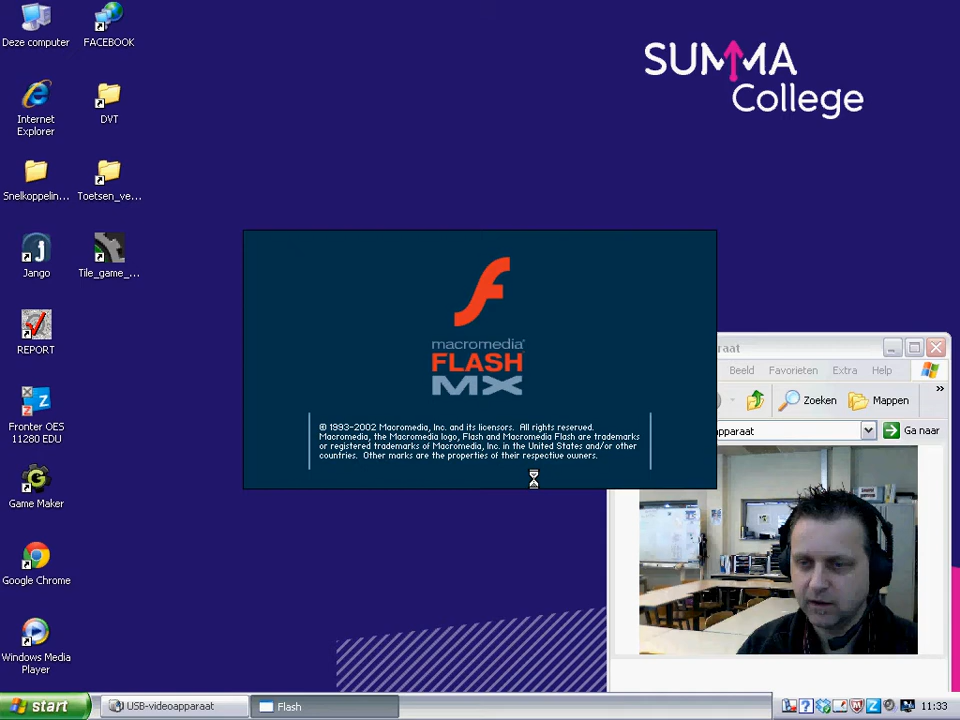 Deze computer
FACEBOOK
SUMMA
College
Internet
Explorer
DVT
Snelkoppelin...
Toetsen_ve...
Jango
Tile_game_...
REPORT
macromedia®
FLASH
MX
© 1993-2002 Macromedia, Inc. and its licensors. All rights reserved.
Macromedia, the Macromedia logo, Flash and Macromedia Flash are trademarks
or registered trademarks of Macromedia, Inc. in the United States and/or other
countries. Other marks are the properties of their respective owners.
araat
Beeld Favorieten Extra Help
Zoeken Mappen
apparaat Ga naar
Fronter OES
11280 EDU
Game Maker
Google Chrome
Windows Media
Player
start
USB-videoapparaat
Flash
11:33